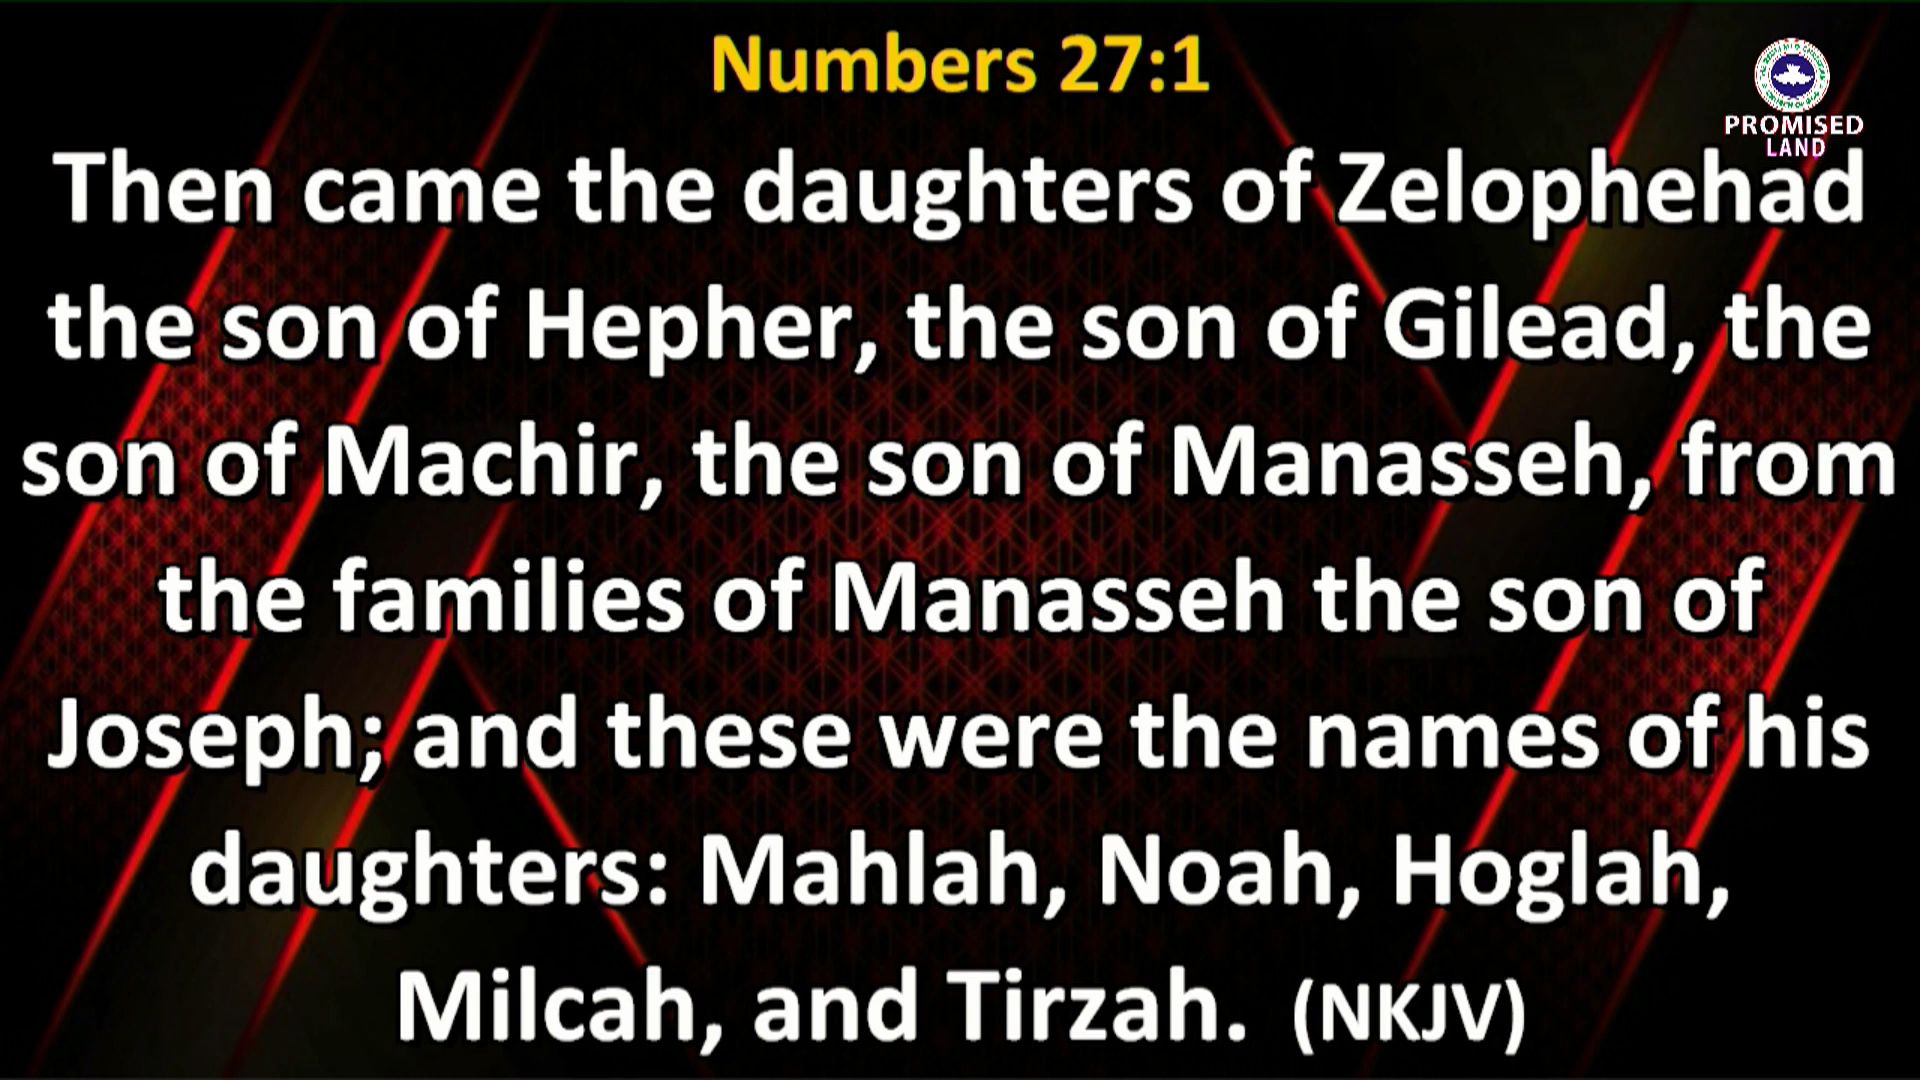 Numbers 27:1
PROMISED
LAND
Then came the daughters of Zelophehad
the son of Hepher, the son of Gilead, the
son of Machir, the son of Manasseh, from
the families of Manasseh the son of
Joseph; and these were the names of his
daughters: Mahlah, Noah, Hoglah,
Milcah, and Tirzah. (NKJV)